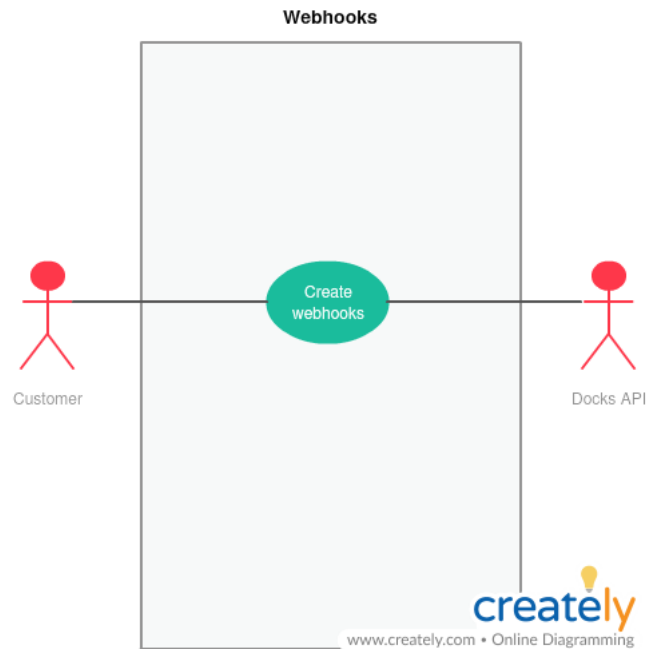 Webhooks
Create
webhooks
Customer
Docks API
creately
www.creately.com • Online Diagramming